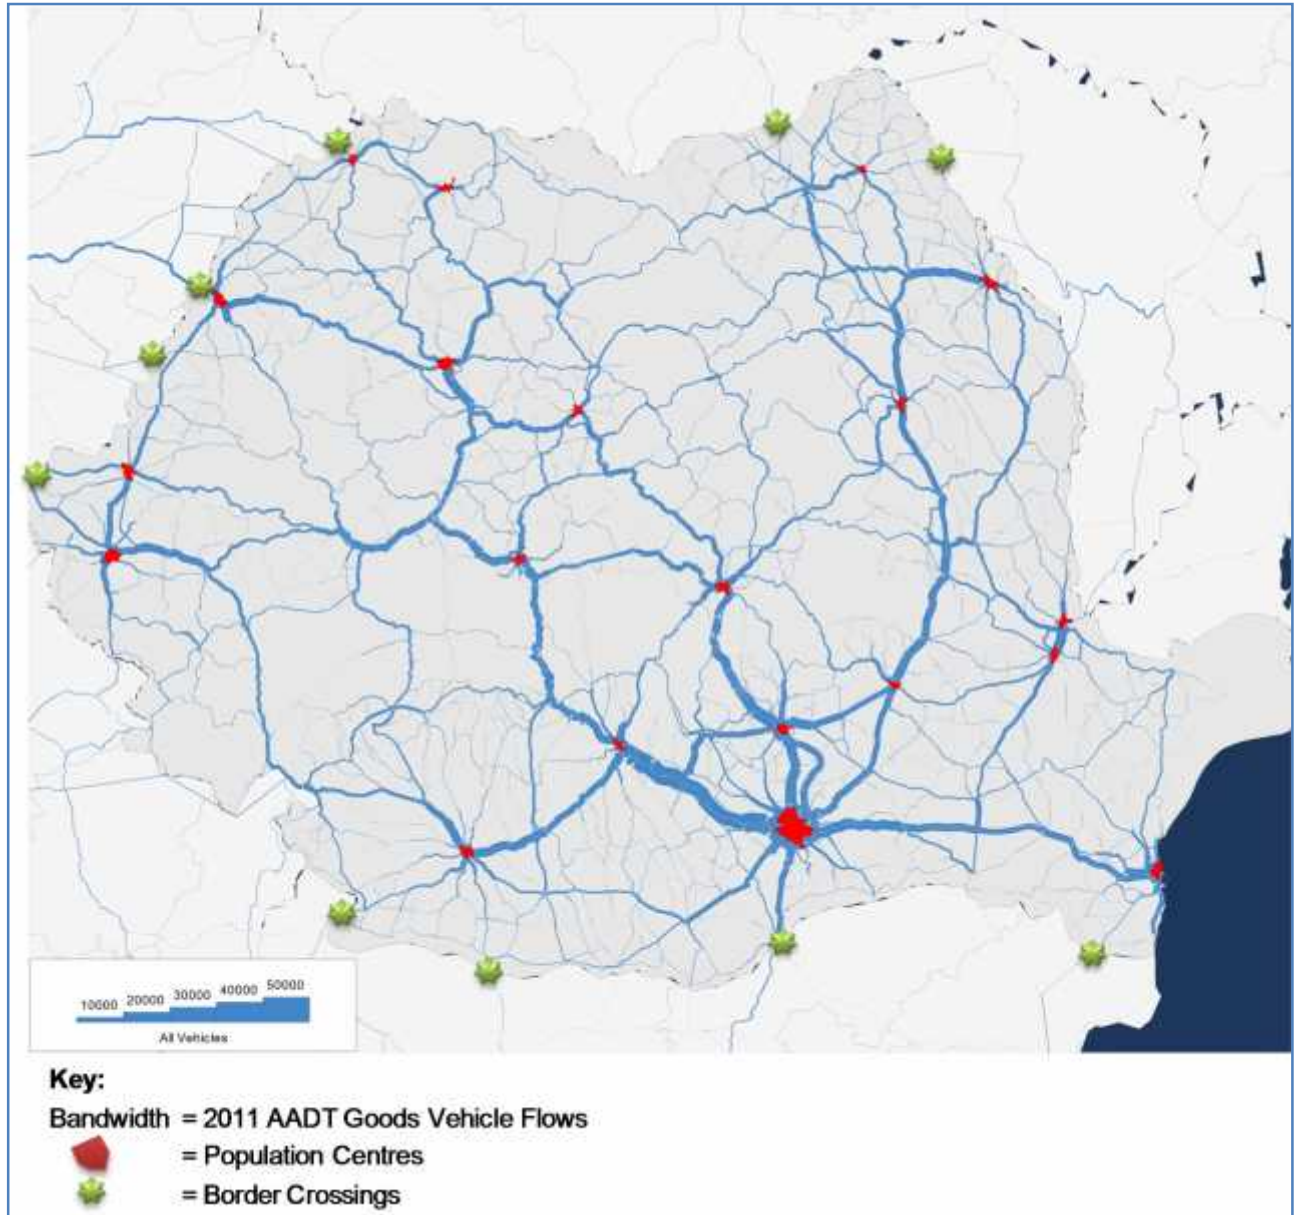 10000 20000 30000 40000 50000
All Vehicles
Key:
Bandwidth = 2011 AADT Goods Vehicle Flows
= Population Centres
= Border Crossings